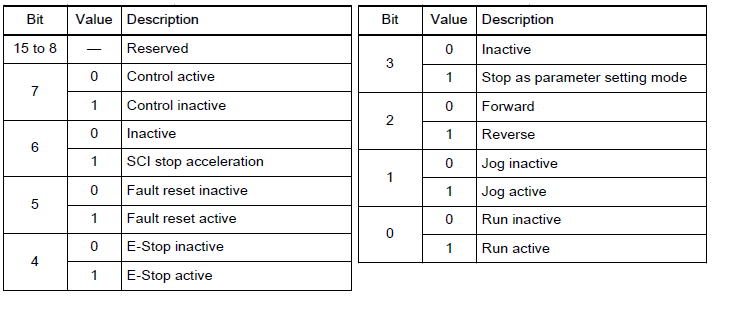 Bit Value Description
15 to 8 — Reserved
7 0 Control active
1 Control inactive
6 0 Inactive
1 SCI stop acceleration
5 0 Fault reset inactive
1 Fault reset active
4 0 E-Stop inactive
1 E-Stop active
Bit Value Description
3 0 Inactive
1 Stop as parameter setting mode
2 0 Forward
1 Reverse
1 0 Jog inactive
1 Jog active
0 0 Run inactive
1 Run active